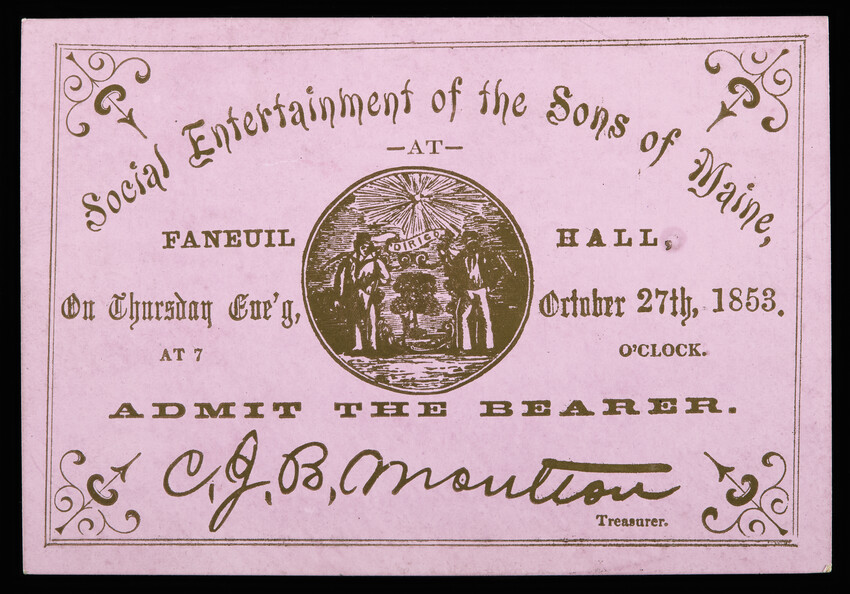 Social Entertainment of the Sons of Maine,
—AT—
FANEUIL HALL,
DIRIGO
On Thursday Eve'g, October 27th, 1853.
AT 7 O'CLOCK.
ADMIT THE BEARER.
C. J. B. Moulton
Treasurer.